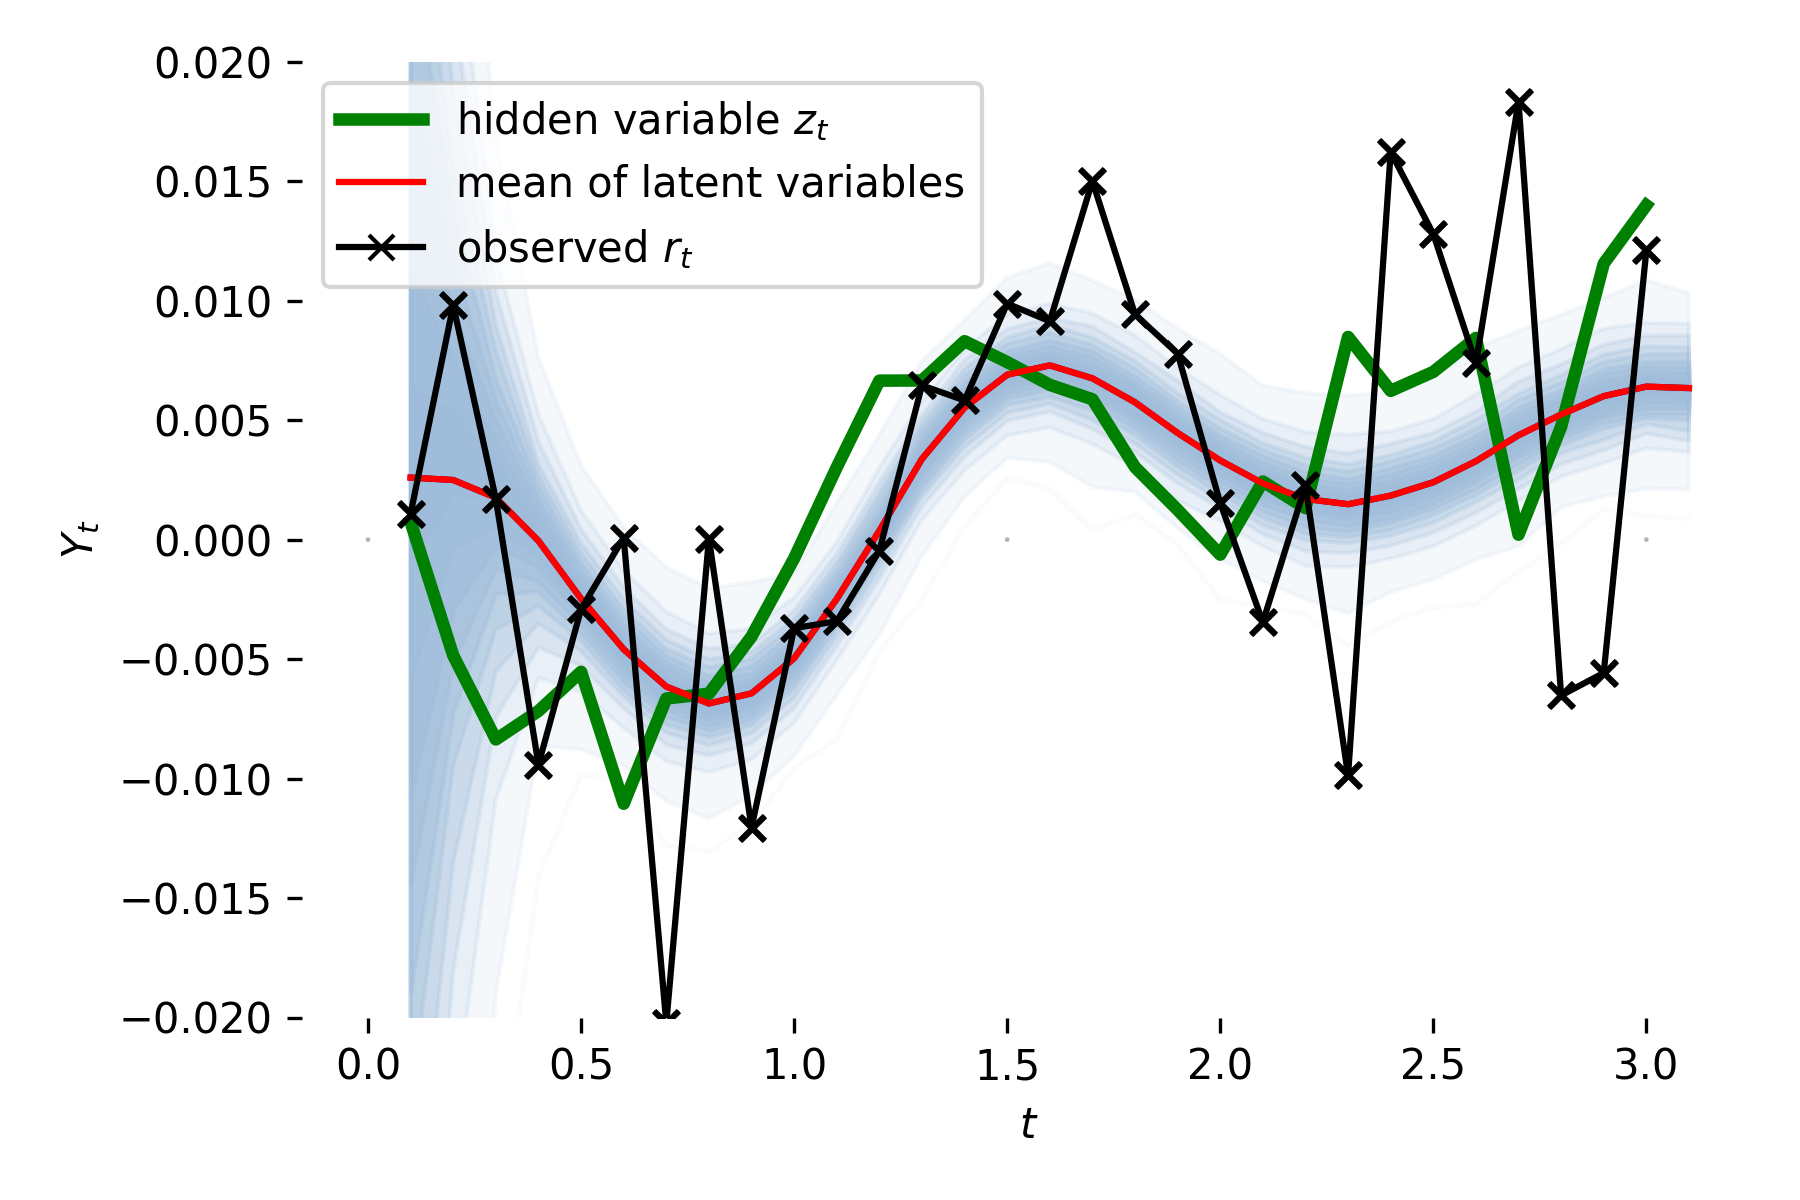 0.020
0.015
0.010
0.005
0.000
−0.005
−0.010
−0.015
−0.020
Y_t
hidden variable z_t
mean of latent variables
observed r_t
0.0 0.5 1.0 1.5 2.0 2.5 3.0
t